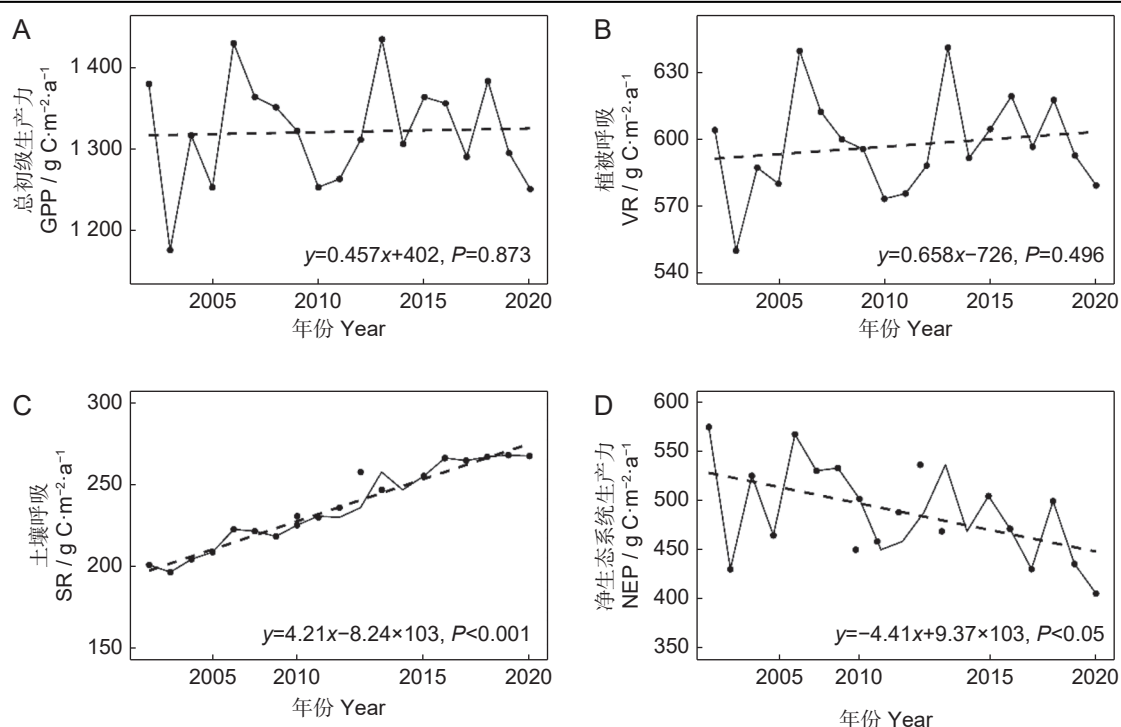 A
总初级生产力
GPP / g C·m⁻²·a⁻¹
1 400
1 300
1 200
y=0.457x+402, P=0.873
2005
2010
2015
2020
年份 Year
B
植被呼吸
VR / g C·m⁻²·a⁻¹
630
600
570
540
y=0.658x−726, P=0.496
2005
2010
2015
2020
年份 Year
C
土壤呼吸
SR / g C·m⁻²·a⁻¹
300
250
200
150
y=4.21x−8.24×103, P<0.001
2005
2010
2015
2020
年份 Year
D
净生态系统生产力
NEP / g C·m⁻²·a⁻¹
600
550
500
450
400
350
y=−4.41x+9.37×103, P<0.05
2005
2010
2015
2020
年份 Year